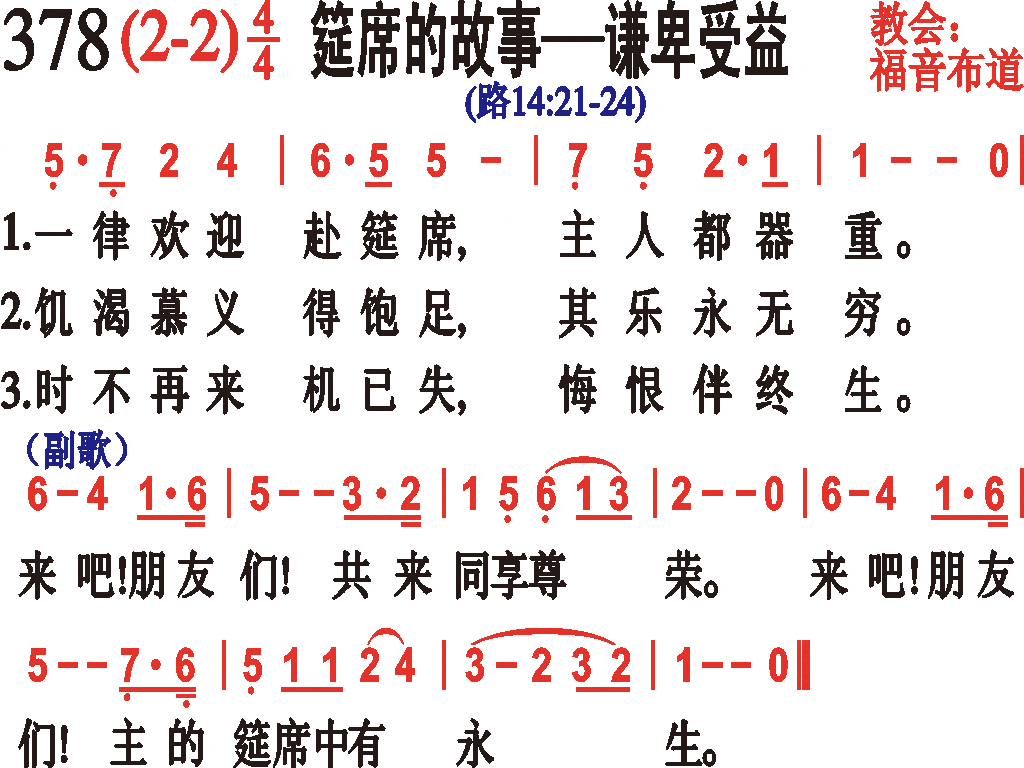 378 (2-2) 4/4 筵席的故事──谦卑受益 教会：
福音布道
(路14:21-24)
5·7 2 4 | 6·5 5 - | 7 5 2·1 | 1 - - 0|
1.一律欢迎 赴筵席, 主人都器重。
2.饥渴慕义 得饱足, 其乐永无穷。
3.时不再来 机已失, 悔恨伴终生。
（副歌）
6-4 1·6|5--3·2|1 5 6 1 3|2--0|6-4 1·6|
来吧!朋友们! 共来同享尊荣。 来吧!朋友
5--7·6|5 1 1 2 4|3-2 3 2|1--0‖
们! 主的筵席中有永生。